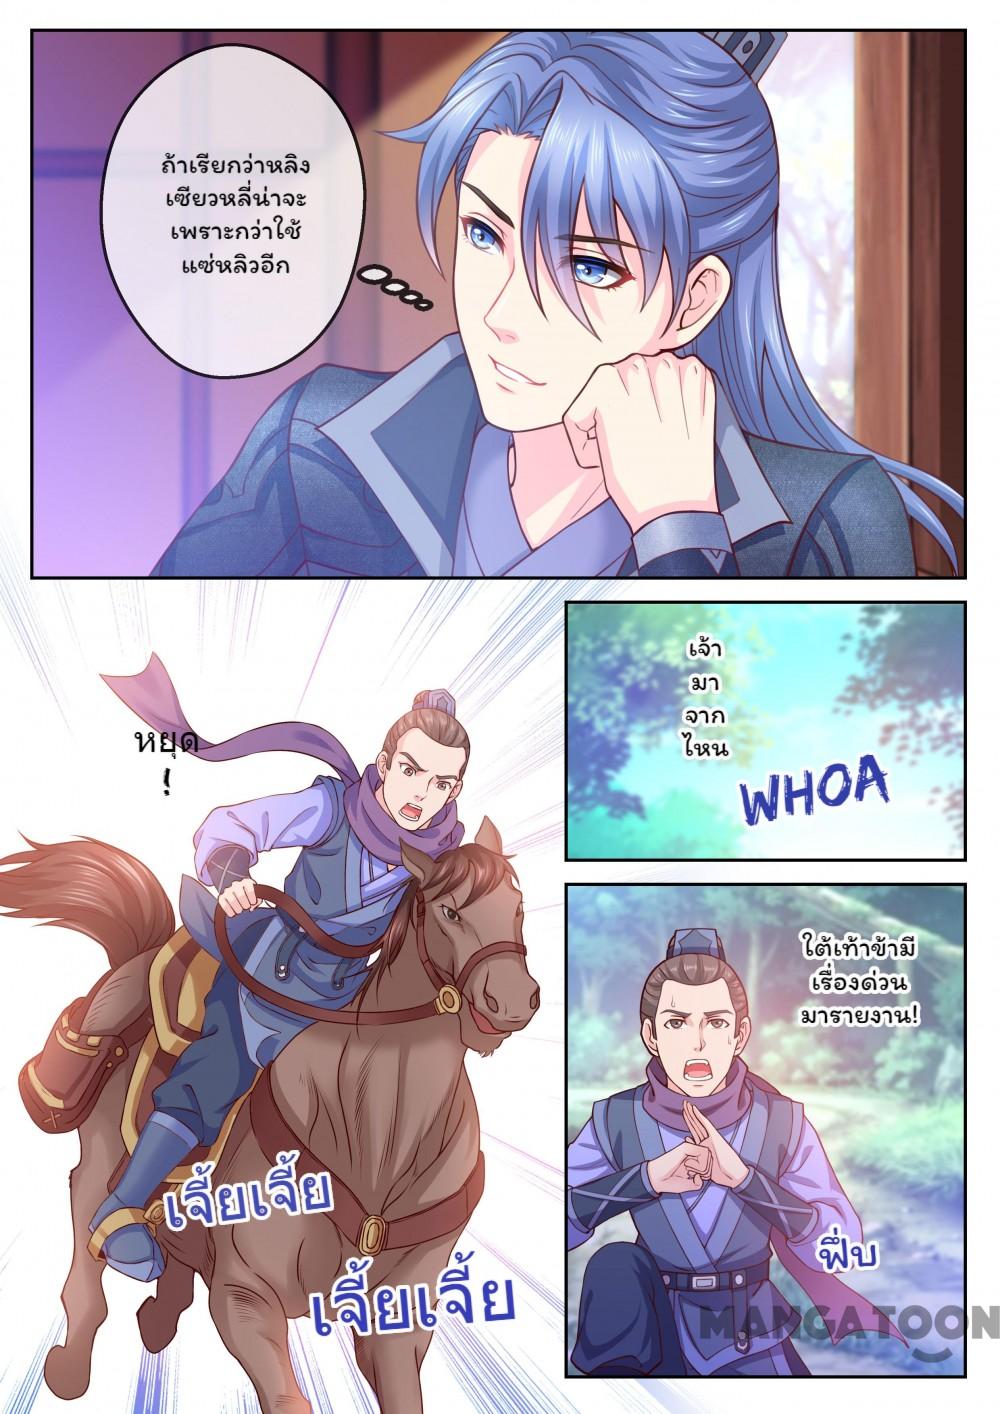 ถ้าเรียกว่าหลิง
เซียวหลี่น่าจะ
เพราะกว่าใช้
แซ่หลิวอีก
หยุด
!
เจ้า
มา
จาก
ไหน
WHOA
ใต้เท้าข้ามี
เรื่องด่วน
มารายงาน!
เจี้ยเจี้ย
เจี้ยเจี้ย
ฟึ่บ
MANGATOON